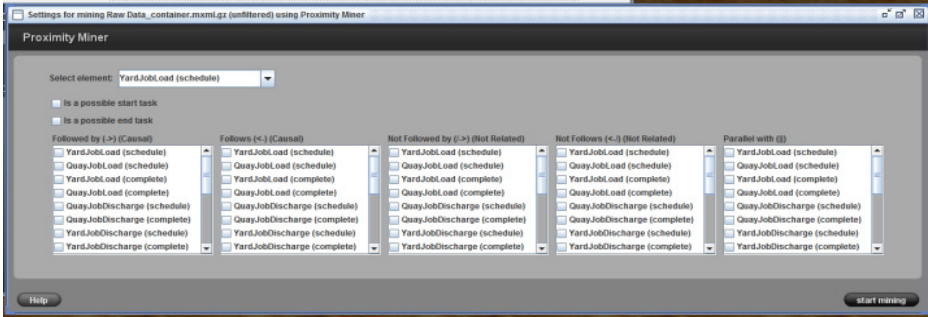 Settings for mining Raw Data_container.mxml.gz (unfiltered) using Proximity Miner
Proximity Miner
Select element: YardJobLoad (schedule)
Is a possible start task
Is a possible end task
Followed by (->) (Causal) Follows (<-) (Causal) Not Followed by (/->) (Not Related) Not Follows (<-/) (Not Related) Parallel with (||)
YardJobLoad (schedule) YardJobLoad (schedule) YardJobLoad (schedule) YardJobLoad (schedule) YardJobLoad (schedule)
QuayJobLoad (schedule) QuayJobLoad (schedule) QuayJobLoad (schedule) QuayJobLoad (schedule) QuayJobLoad (schedule)
YardJobLoad (complete) YardJobLoad (complete) YardJobLoad (complete) YardJobLoad (complete) YardJobLoad (complete)
QuayJobLoad (complete) QuayJobLoad (complete) QuayJobLoad (complete) QuayJobLoad (complete) QuayJobLoad (complete)
QuayJobDischarge (schedule) QuayJobDischarge (schedule) QuayJobDischarge (schedule) QuayJobDischarge (schedule) QuayJobDischarge (schedule)
QuayJobDischarge (complete) QuayJobDischarge (complete) QuayJobDischarge (complete) QuayJobDischarge (complete) QuayJobDischarge (complete)
YardJobDischarge (schedule) YardJobDischarge (schedule) YardJobDischarge (schedule) YardJobDischarge (schedule) YardJobDischarge (schedule)
YardJobDischarge (complete) YardJobDischarge (complete) YardJobDischarge (complete) YardJobDischarge (complete) YardJobDischarge (complete)
Help start mining